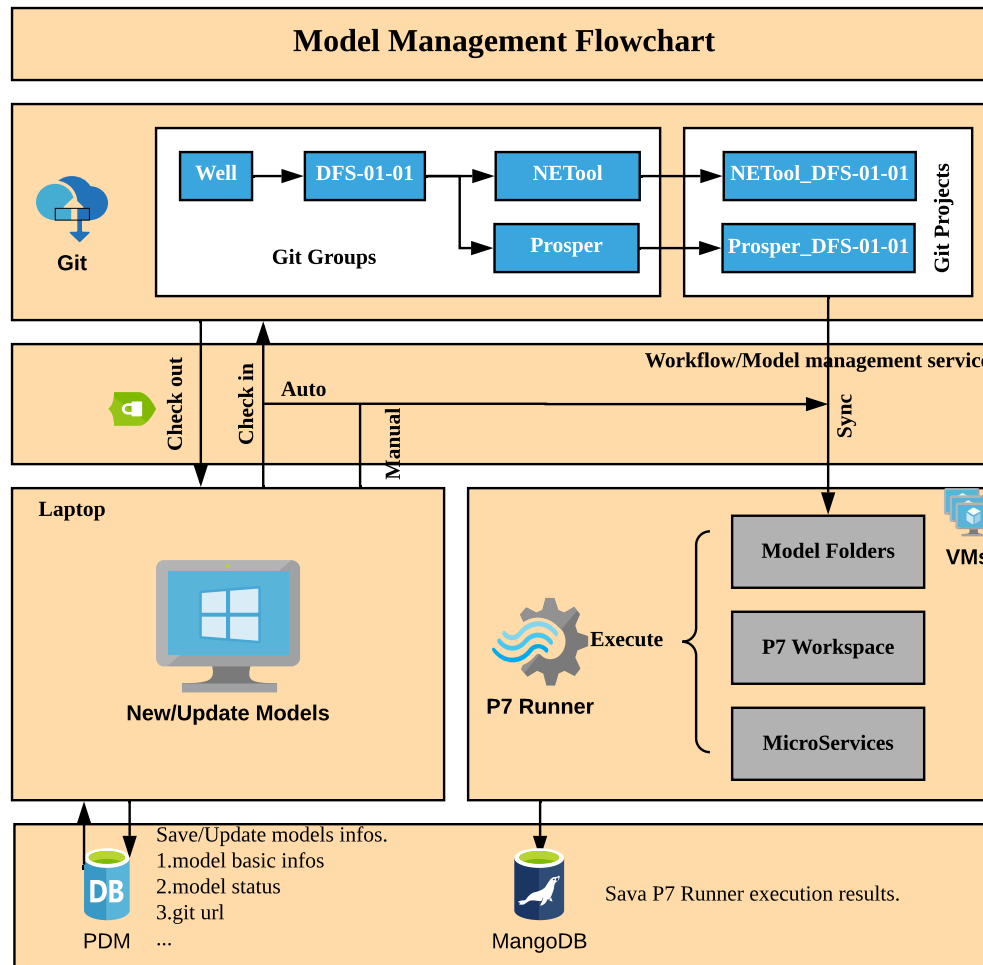 Model Management Flowchart
Well
DFS-01-01
NETool
NETool_DFS-01-01
Prosper
Prosper_DFS-01-01
Git Groups
Git Projects
Git
Workflow/Model management service
Check out
Check in
Auto
Manual
Sync
Laptop
New/Update Models
Model Folders
VMs
Execute
P7 Workspace
P7 Runner
MicroServices
Save/Update models infos.
1.model basic infos
2.model status
3.git url
...
DB
PDM
MangoDB
Sava P7 Runner execution results.